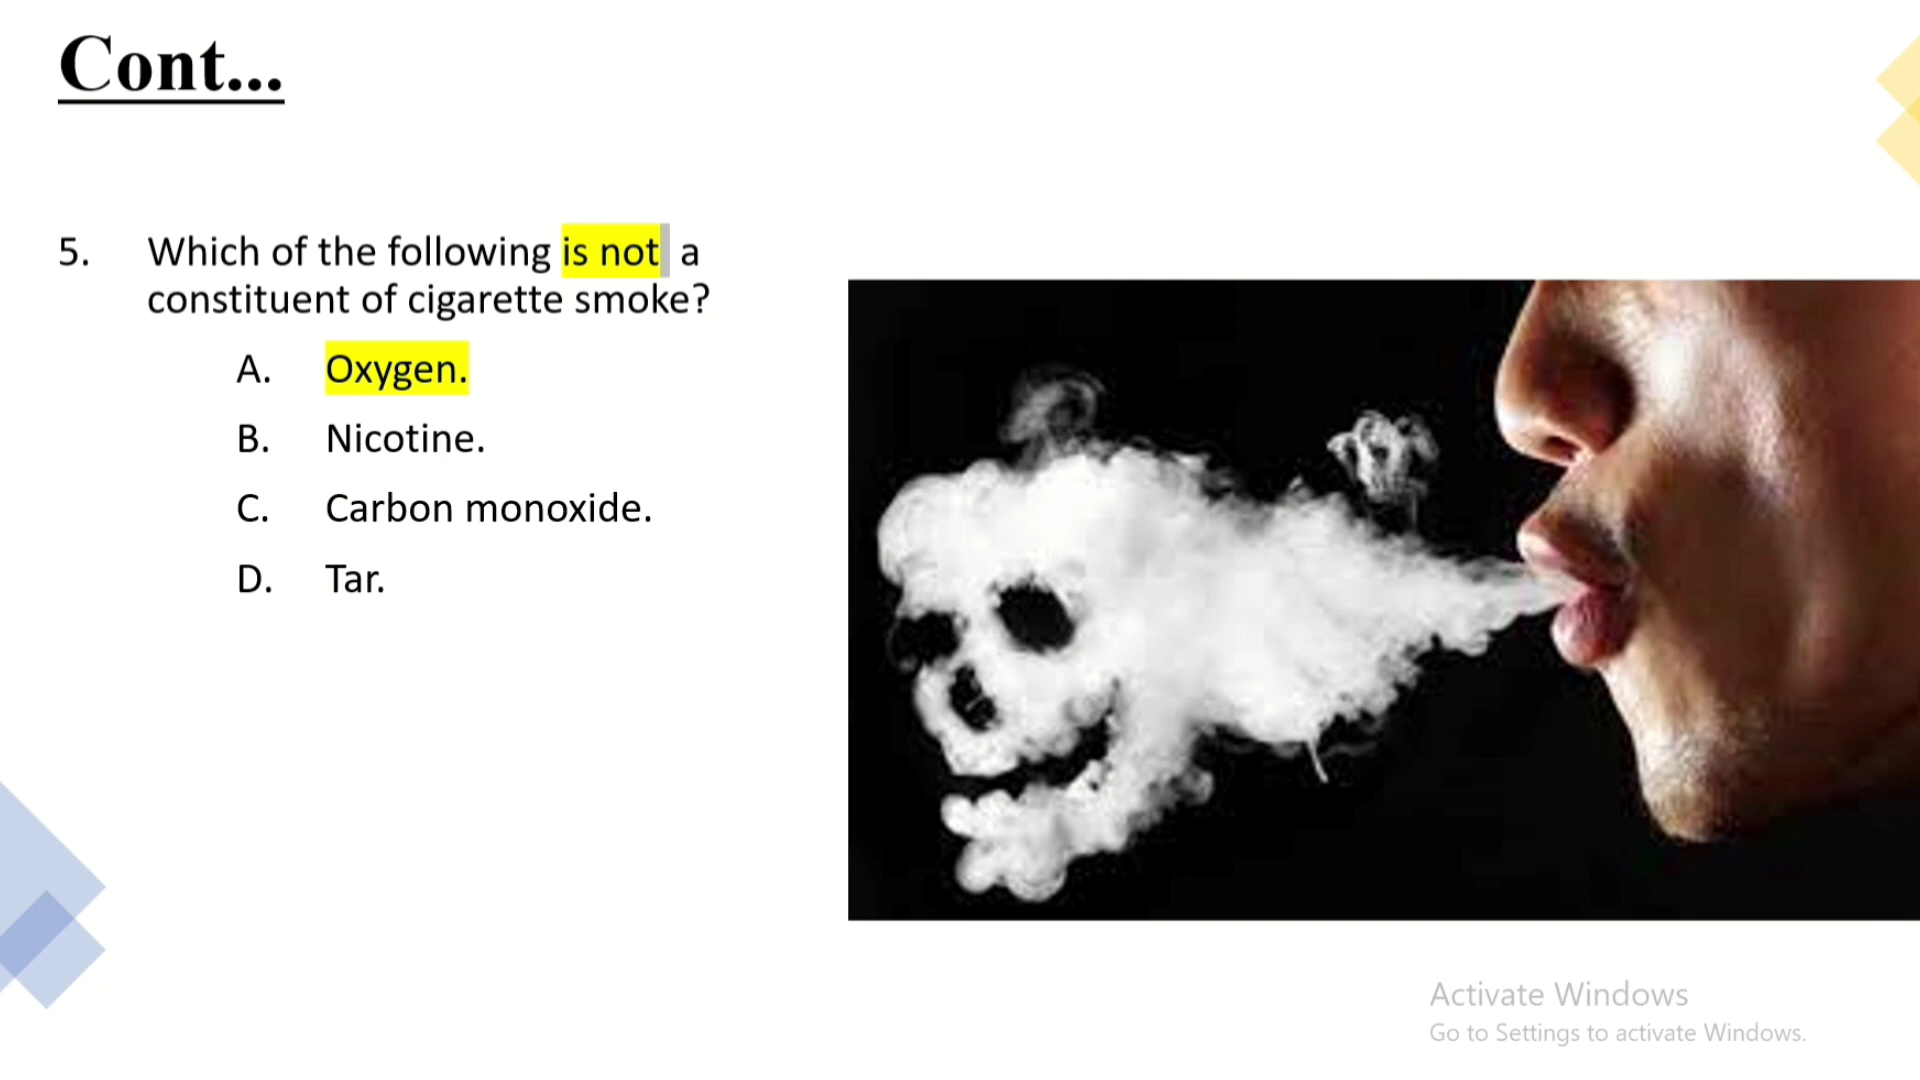 Cont...
5. Which of the following is not a
constituent of cigarette smoke?
A. Oxygen.
B. Nicotine.
C. Carbon monoxide.
D. Tar.
Activate Windows
Go to Settings to activate Windows.